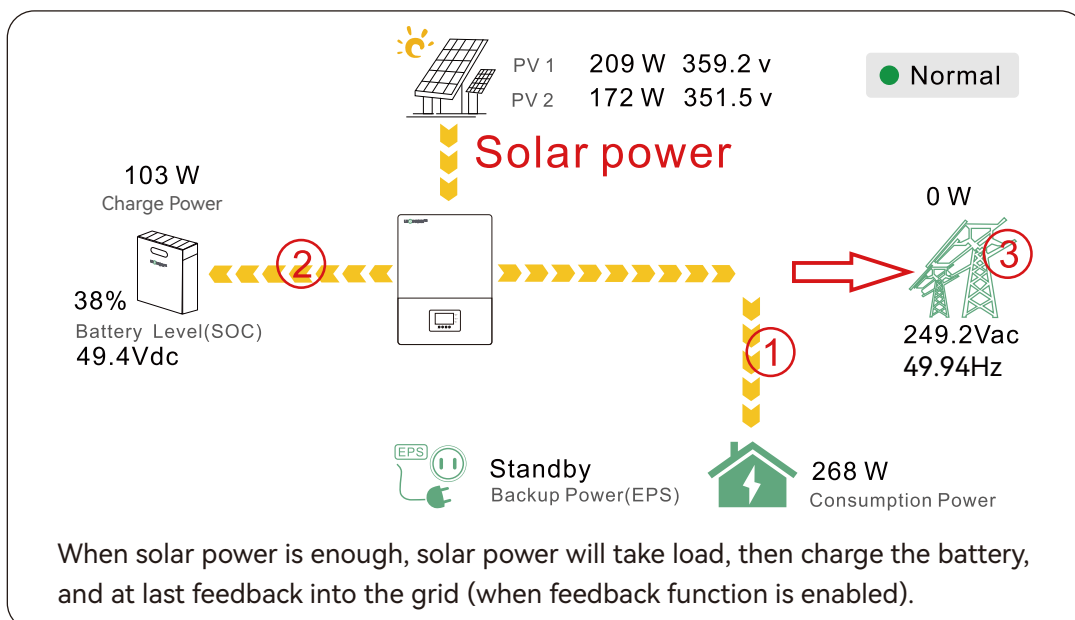 PV 1 209 W 359.2 v
PV 2 172 W 351.5 v
Normal
Solar power
103 W
Charge Power
0 W
2
3
38%
Battery Level(SOC)
49.4Vdc
249.2Vac
49.94Hz
1
EPS
Standby
Backup Power(EPS)
268 W
Consumption Power
When solar power is enough, solar power will take load, then charge the battery,
and at last feedback into the grid (when feedback function is enabled).